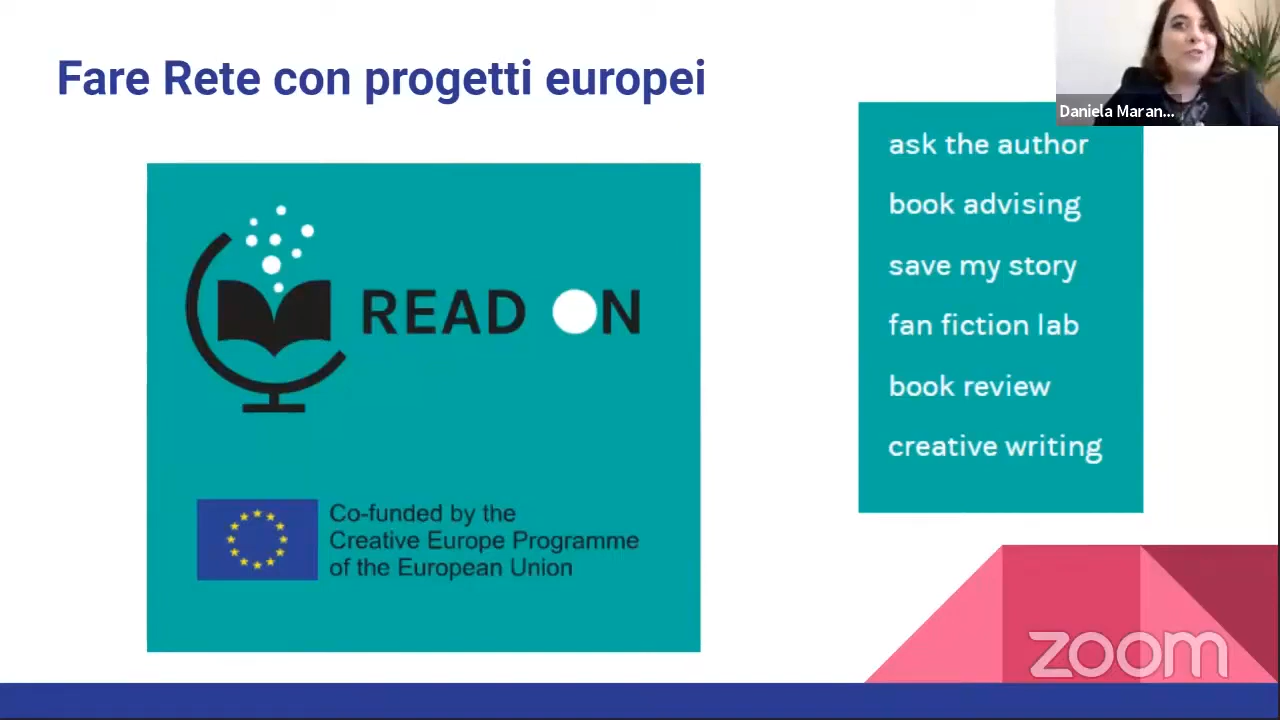 Fare Rete con progetti europei
Daniela Maran...
ask the author
book advising
save my story
fan fiction lab
book review
creative writing
READ ON
Co-funded by the
Creative Europe Programme
of the European Union
zoom